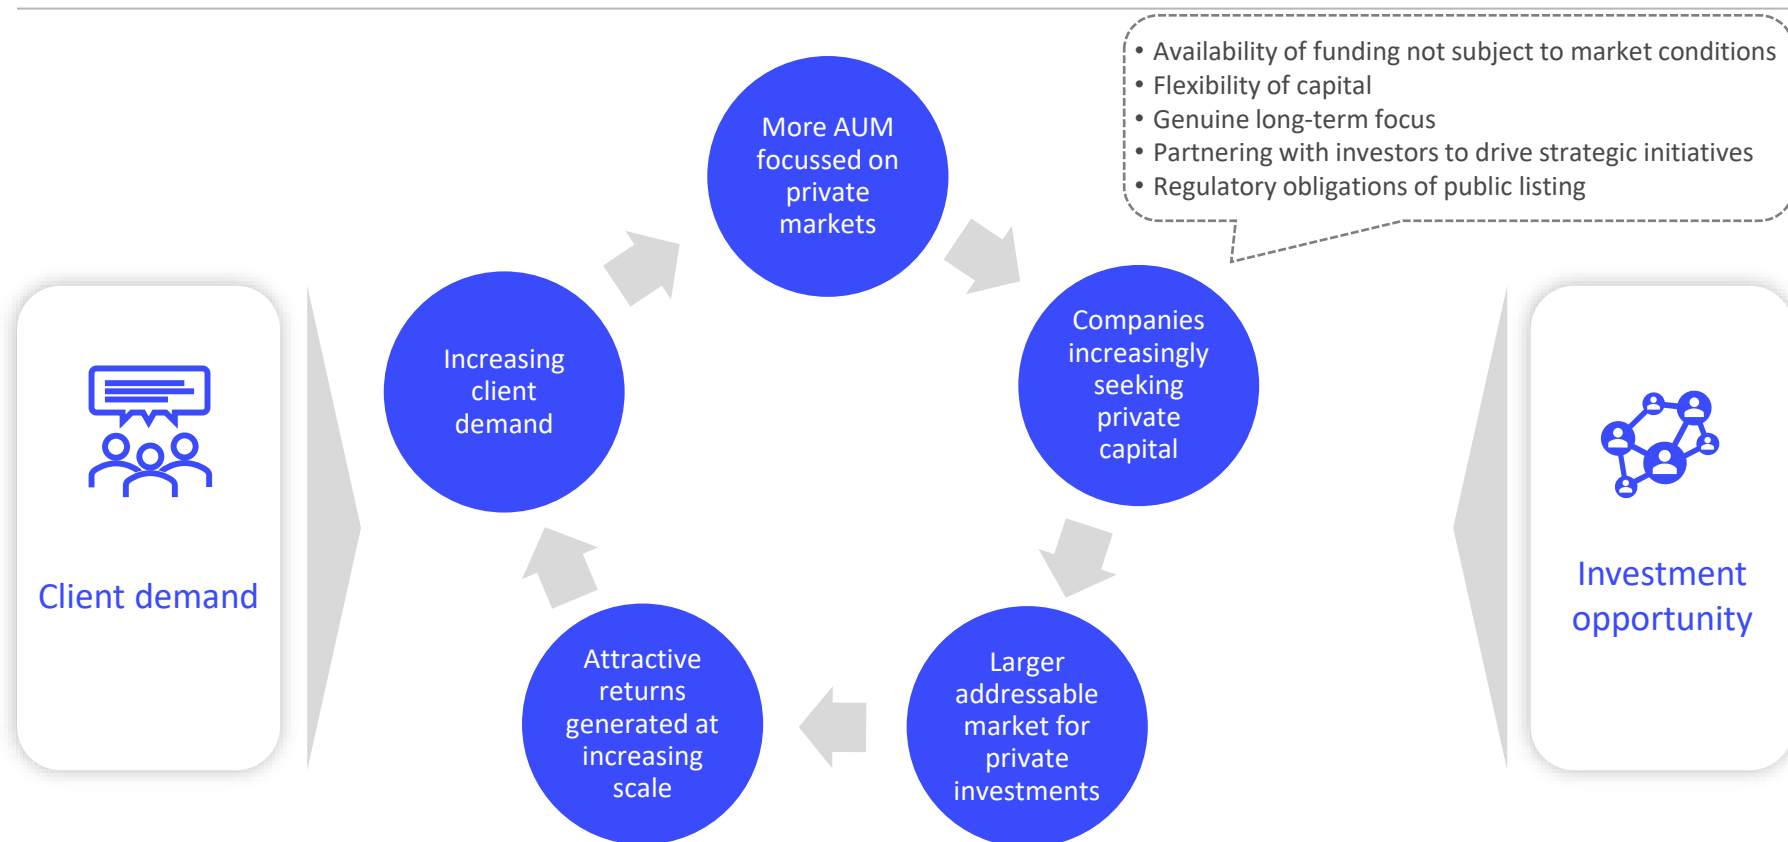 • Availability of funding not subject to market conditions
• Flexibility of capital
• Genuine long-term focus
• Partnering with investors to drive strategic initiatives
• Regulatory obligations of public listing
More AUM
focussed on
private
markets
Companies
increasingly
seeking
private
capital
Larger
addressable
market for
private
investments
Attractive
returns
generated at
increasing
scale
Increasing
client
demand
Client demand
Investment
opportunity